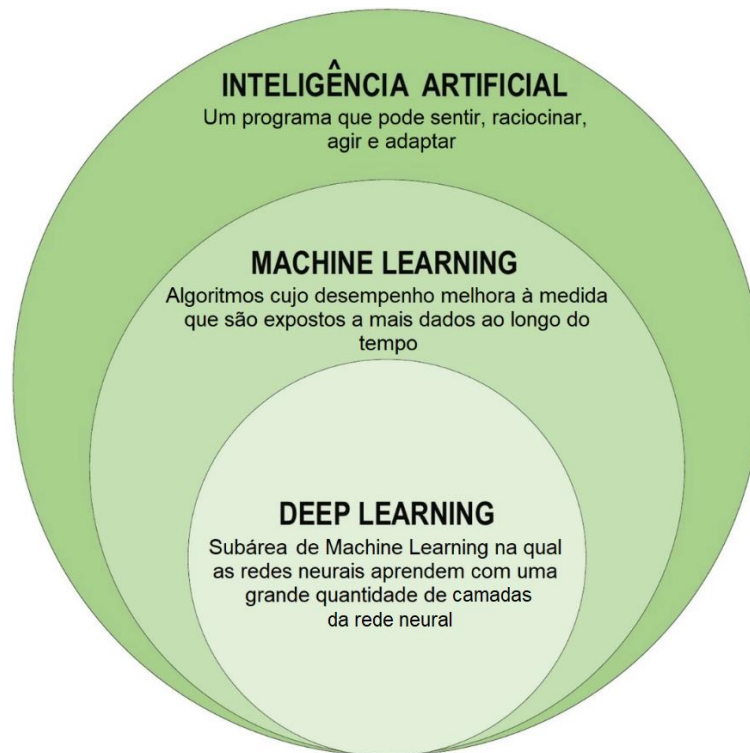 INTELIGÊNCIA ARTIFICIAL
Um programa que pode sentir, raciocinar,
agir e adaptar
MACHINE LEARNING
Algoritmos cujo desempenho melhora à medida
que são expostos a mais dados ao longo do
tempo
DEEP LEARNING
Subárea de Machine Learning na qual
as redes neurais aprendem com uma
grande quantidade de camadas
da rede neural